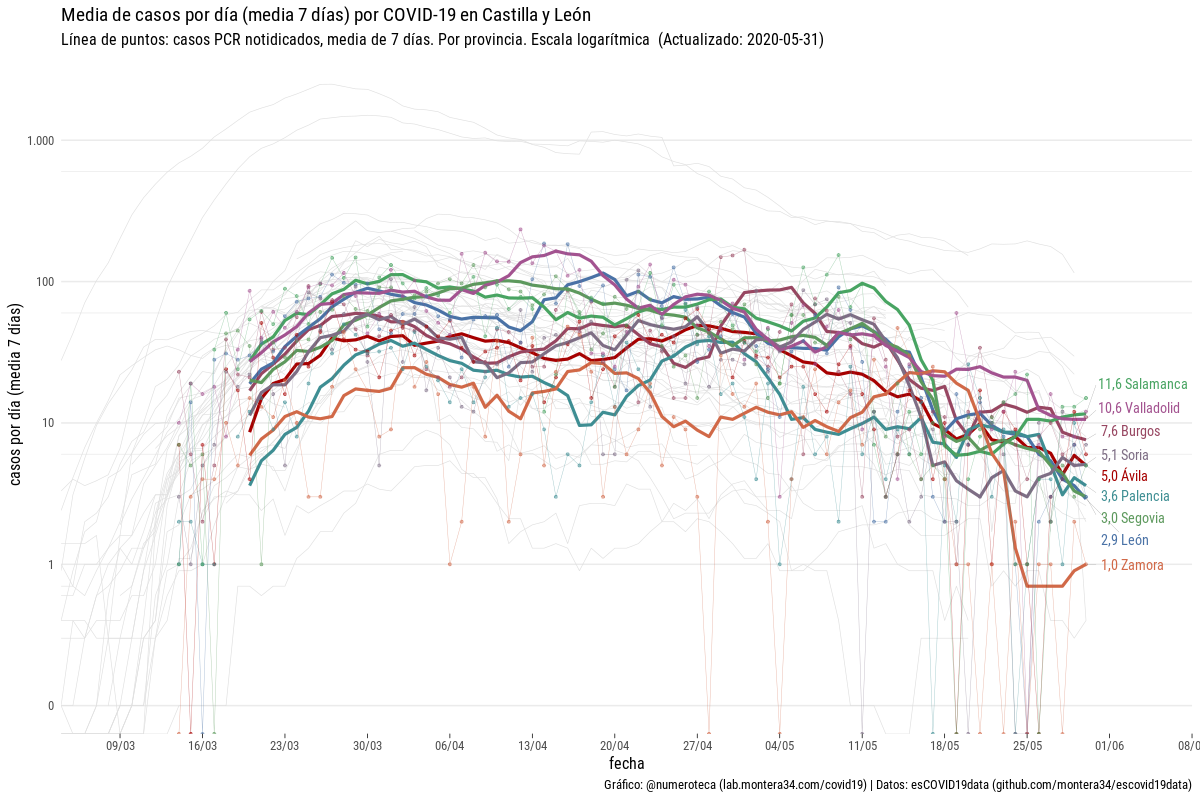 Media de casos por día (media 7 días) por COVID-19 en Castilla y León
Línea de puntos: casos PCR notidicados, media de 7 días. Por provincia. Escala logarítmica (Actualizado: 2020-05-31)
casos por día (media 7 días)
1.000
100
10
1
0
11,6 Salamanca
10,6 Valladolid
7,6 Burgos
5,1 Soria
5,0 Ávila
3,6 Palencia
3,0 Segovia
2,9 León
1,0 Zamora
09/03 16/03 23/03 30/03 06/04 13/04 20/04 27/04 04/05 11/05 18/05 25/05 01/06 08/0
fecha
Gráfico: @numeroteca (lab.montera34.com/covid19) | Datos: esCOVID19data (github.com/montera34/escovid19data)